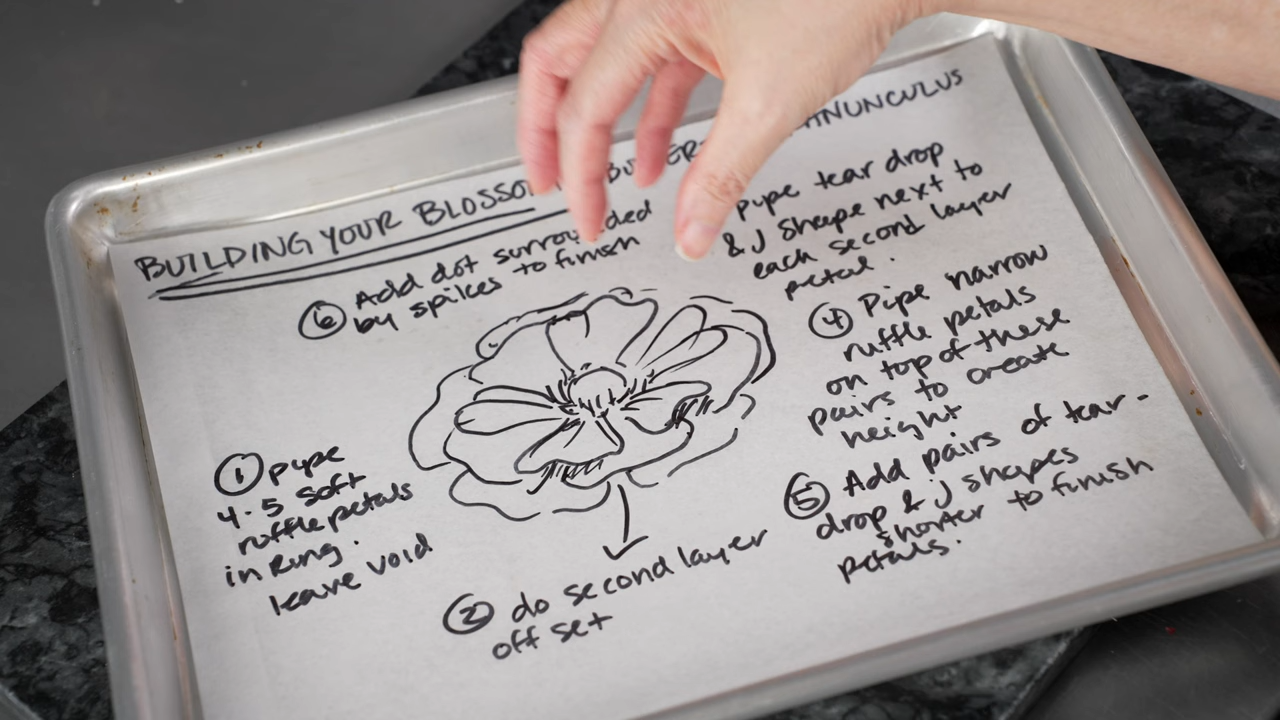 BUILDING YOUR BLOSSO BUTTER ANUNCULUS
⑥ Add dot surrounded
by spikes to finish
pipe tear drop
& J shape next to
each second layer
petal.
④ Pipe narrow
ruffle petals
on top of these
pairs to create
height
① pipe
4-5 soft
ruffle petals
in ring.
leave void
⑤ Add pairs of tear-
drop & j shapes
shorter to finish
petals.
② do second layer
off set